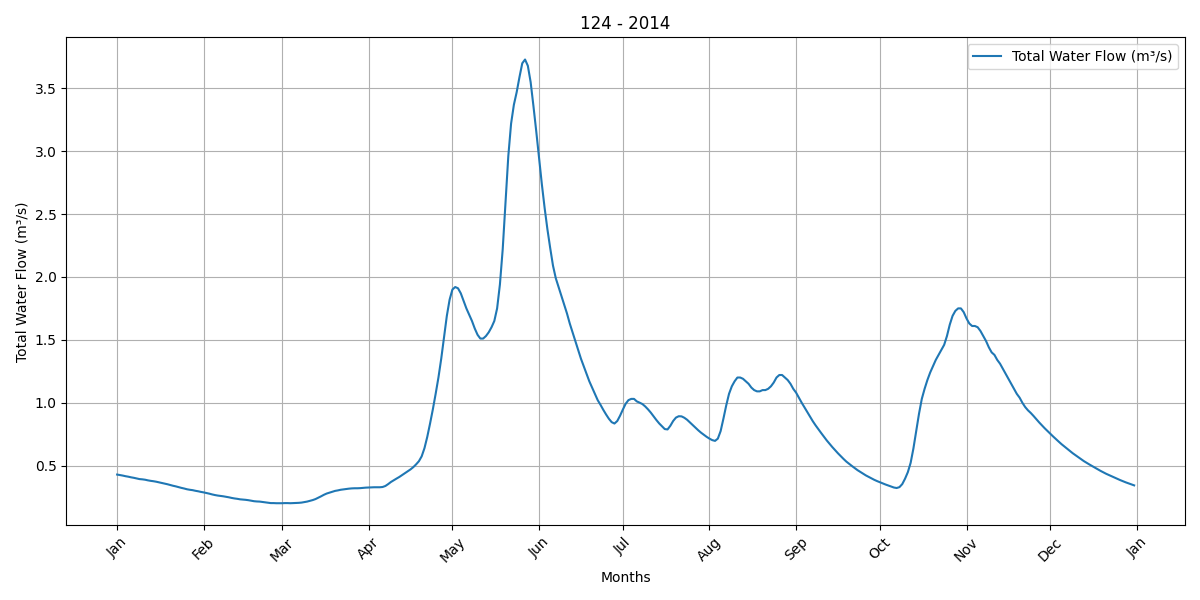 124 - 2014
Total Water Flow (m³/s)
Total Water Flow (m³/s)
3.5
3.0
2.5
2.0
1.5
1.0
0.5
Jan Feb Mar Apr May Jun Jul Aug Sep Oct Nov Dec Jan
Months